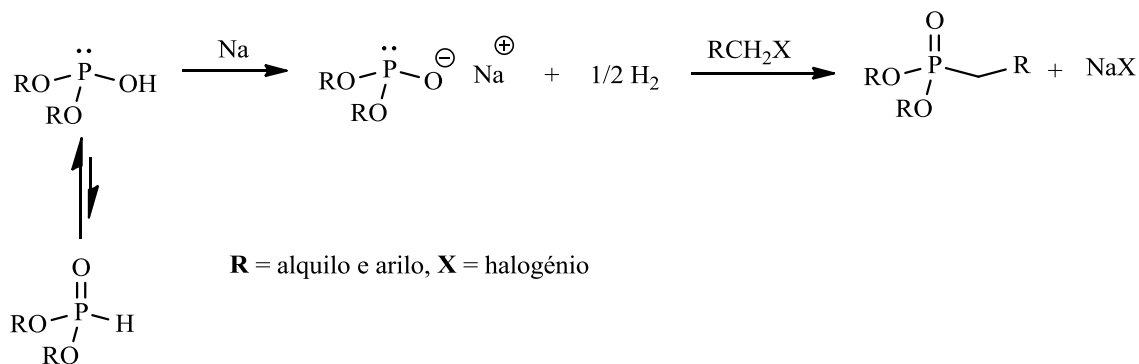 RO P OH RO
Na
RO P O ⊖ Na ⊕ RO
+ 1/2 H2
RCH2X
O RO P R RO
+ NaX
O RO P H RO
R = alquilo e arilo, X = halogénio